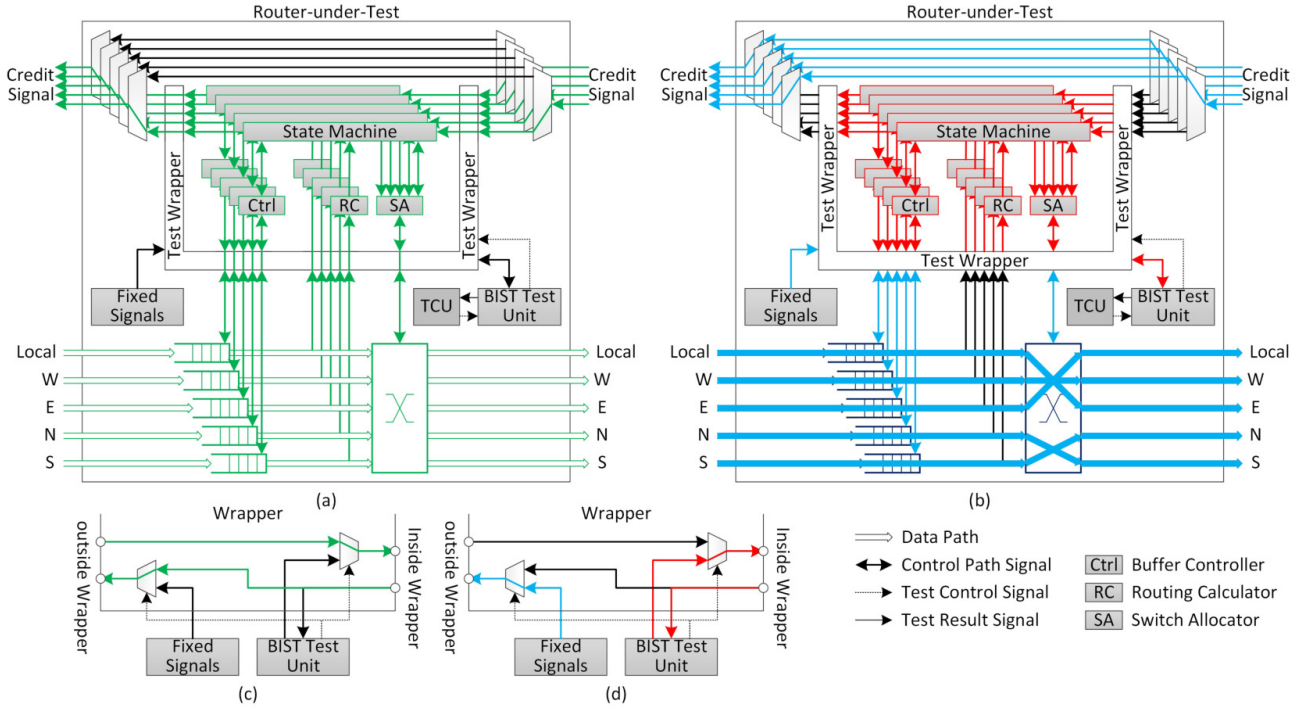 Router-under-Test
Credit
Signal
Credit
Signal
State Machine
Test Wrapper
Ctrl
RC
SA
Test Wrapper
Fixed
Signals
TCU
BIST Test
Unit
Local
W
E
N
S
Local
W
E
N
S
(a)
Router-under-Test
Credit
Signal
Credit
Signal
State Machine
Test Wrapper
Ctrl
RC
SA
Test Wrapper
Test Wrapper
Fixed
Signals
TCU
BIST Test
Unit
Local
W
E
N
S
Local
W
E
N
S
(b)
Wrapper
outside Wrapper
Inside Wrapper
Fixed
Signals
BIST Test
Unit
(c)
Wrapper
outside Wrapper
Inside Wrapper
Fixed
Signals
BIST Test
Unit
(d)
Data Path
Control Path Signal
Test Control Signal
Test Result Signal
Ctrl Buffer Controller
RC Routing Calculator
SA Switch Allocator